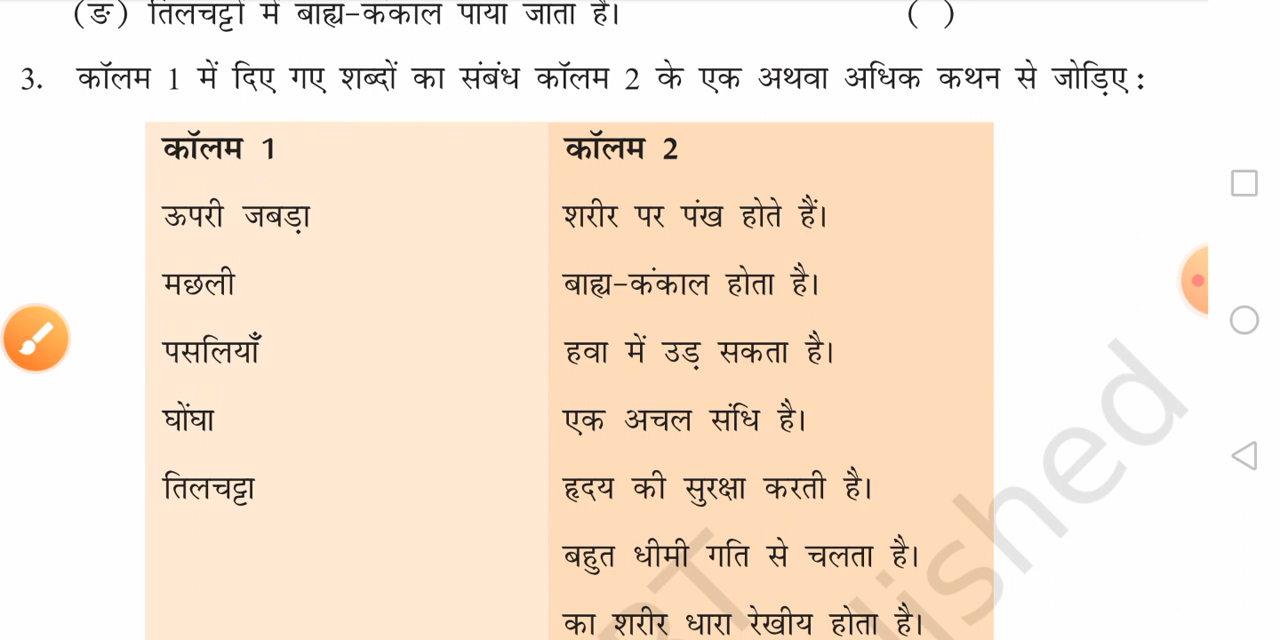 (ङ) तिलचट्टों में बाह्य-कंकाल पाया जाता है। ( )
3. कॉलम 1 में दिए गए शब्दों का संबंध कॉलम 2 के एक अथवा अधिक कथन से जोड़िए :
कॉलम 1 कॉलम 2
ऊपरी जबड़ा शरीर पर पंख होते हैं।
मछली बाह्य-कंकाल होता है।
पसलियाँ हवा में उड़ सकता है।
घोंघा एक अचल संधि है।
तिलचट्टा हृदय की सुरक्षा करती है।
बहुत धीमी गति से चलता है।
का शरीर धारा रेखीय होता है।